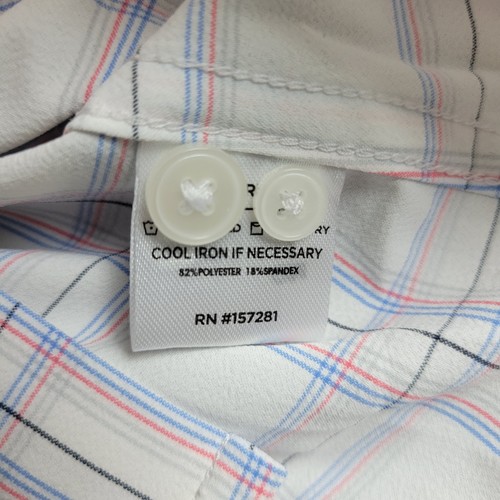 COOL IRON IF NECESSARY
82%POLYESTER 18%SPANDEX
RN #157281